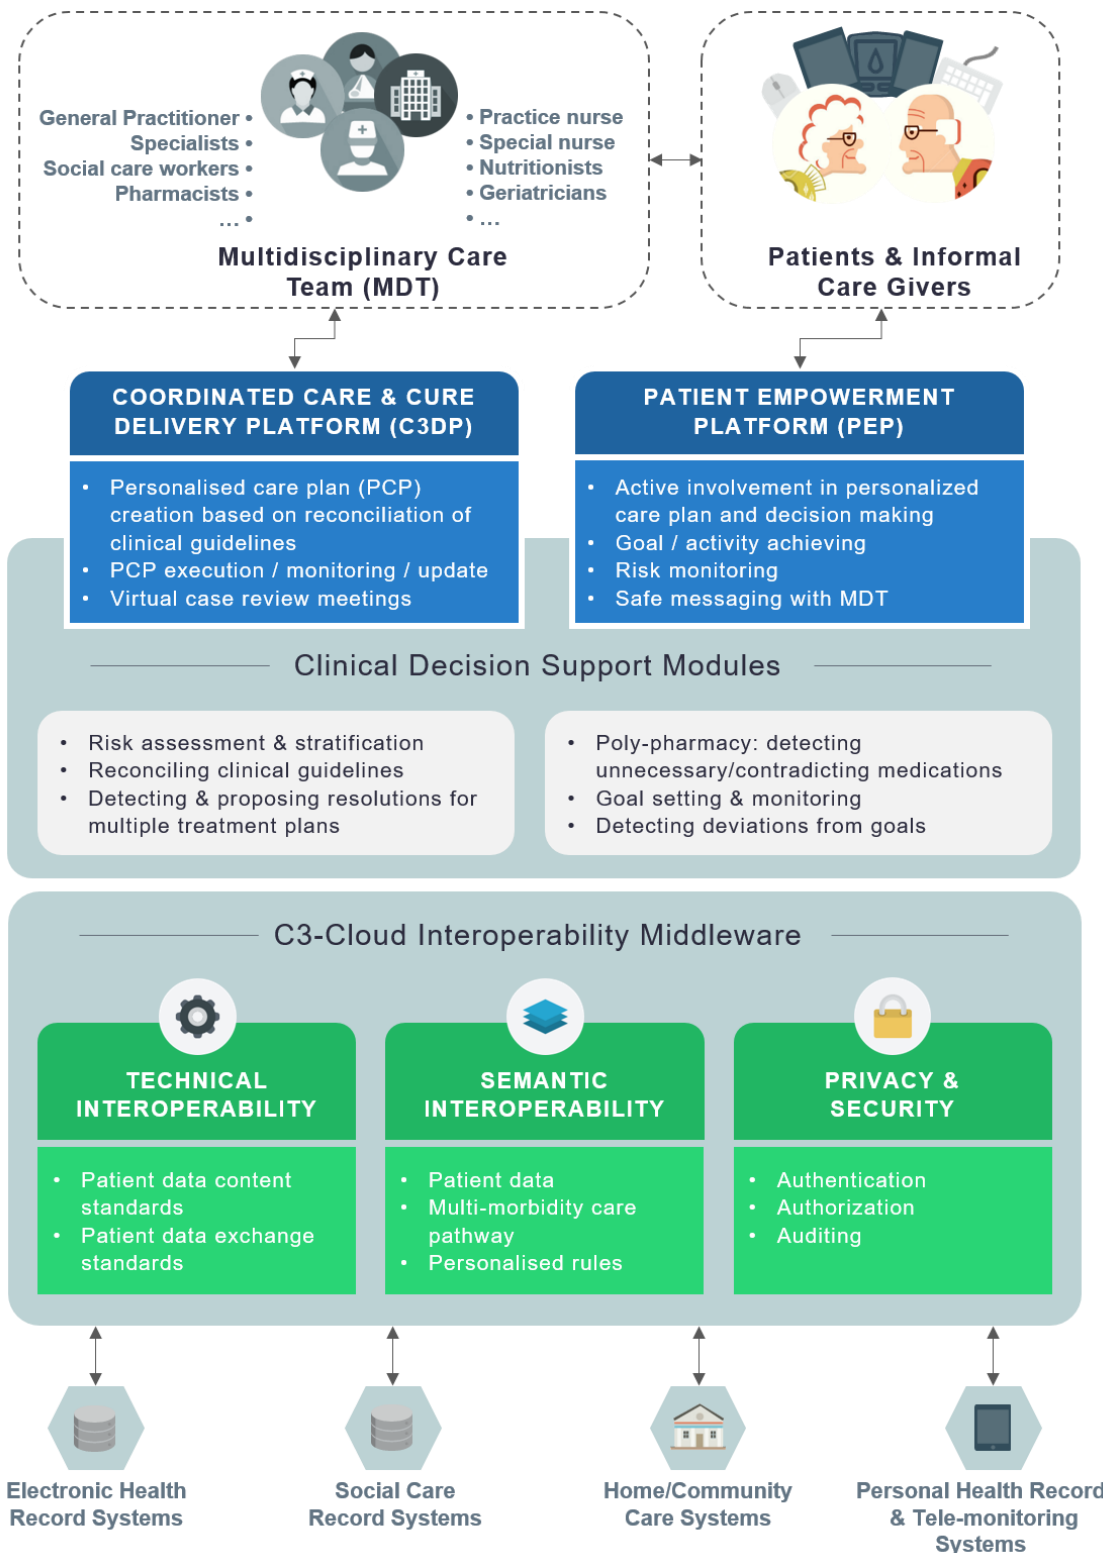 General Practitioner •
Specialists •
Social care workers •
Pharmacists •
... •
• Practice nurse
• Special nurse
• Nutritionists
• Geriatricians
• ...
Multidisciplinary Care
Team (MDT)
Patients & Informal
Care Givers
COORDINATED CARE & CURE
DELIVERY PLATFORM (C3DP)
• Personalised care plan (PCP)
creation based on reconciliation of
clinical guidelines
• PCP execution / monitoring / update
• Virtual case review meetings
PATIENT EMPOWERMENT
PLATFORM (PEP)
• Active involvement in personalized
care plan and decision making
• Goal / activity achieving
• Risk monitoring
• Safe messaging with MDT
Clinical Decision Support Modules
• Risk assessment & stratification
• Reconciling clinical guidelines
• Detecting & proposing resolutions for
multiple treatment plans
• Poly-pharmacy: detecting
unnecessary/contradicting medications
• Goal setting & monitoring
• Detecting deviations from goals
C3-Cloud Interoperability Middleware
TECHNICAL
INTEROPERABILITY
• Patient data content
standards
• Patient data exchange
standards
SEMANTIC
INTEROPERABILITY
• Patient data
• Multi-morbidity care
pathway
• Personalised rules
PRIVACY &
SECURITY
• Authentication
• Authorization
• Auditing
Electronic Health
Record Systems
Social Care
Record Systems
Home/Community
Care Systems
Personal Health Record
& Tele-monitoring
Systems